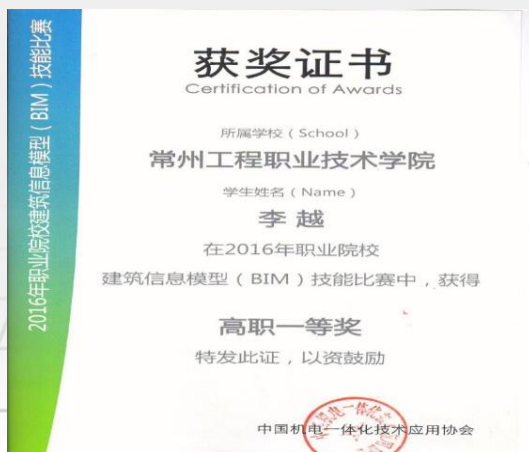 2016年职业院校建筑信息模型（BIM）技能比赛
获奖证书
Certification of Awards
所属学校（School）
常州工程职业技术学院
学生姓名（Name）
李越
在2016年职业院校
建筑信息模型（BIM）技能比赛中，获得
高职一等奖
特发此证，以资鼓励
中国机电一体化技术应用协会